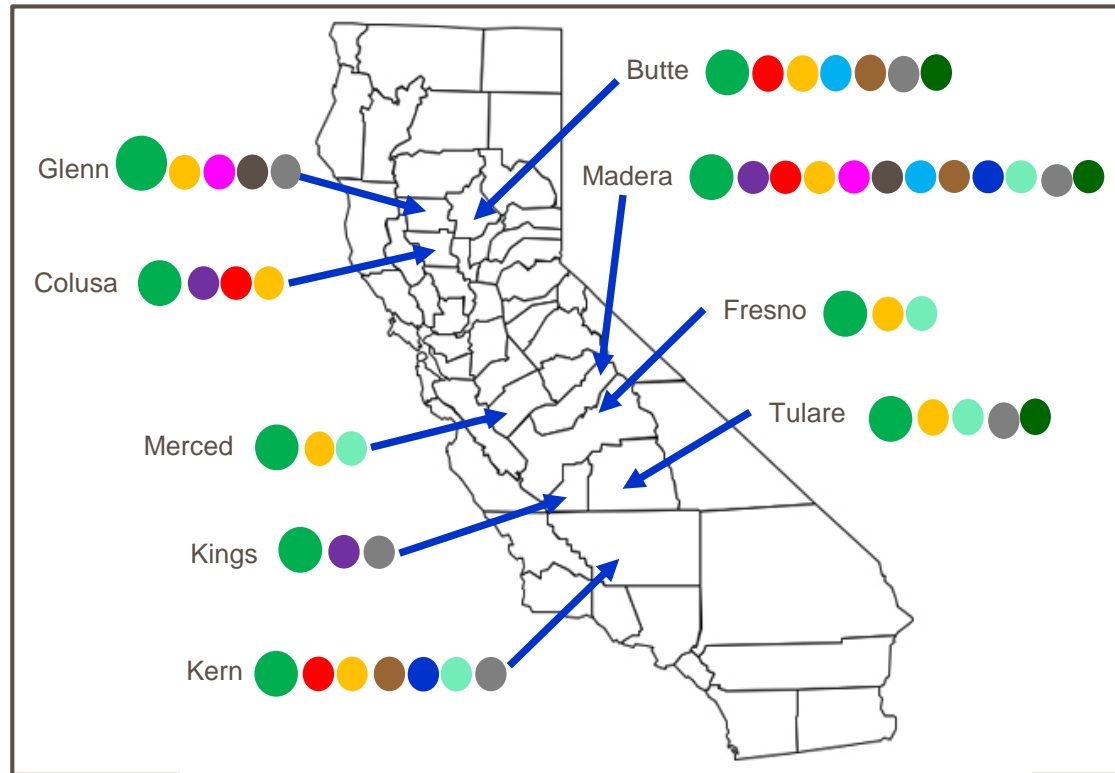 Butte
Glenn
Madera
Colusa
Fresno
Tulare
Merced
Kings
Kern